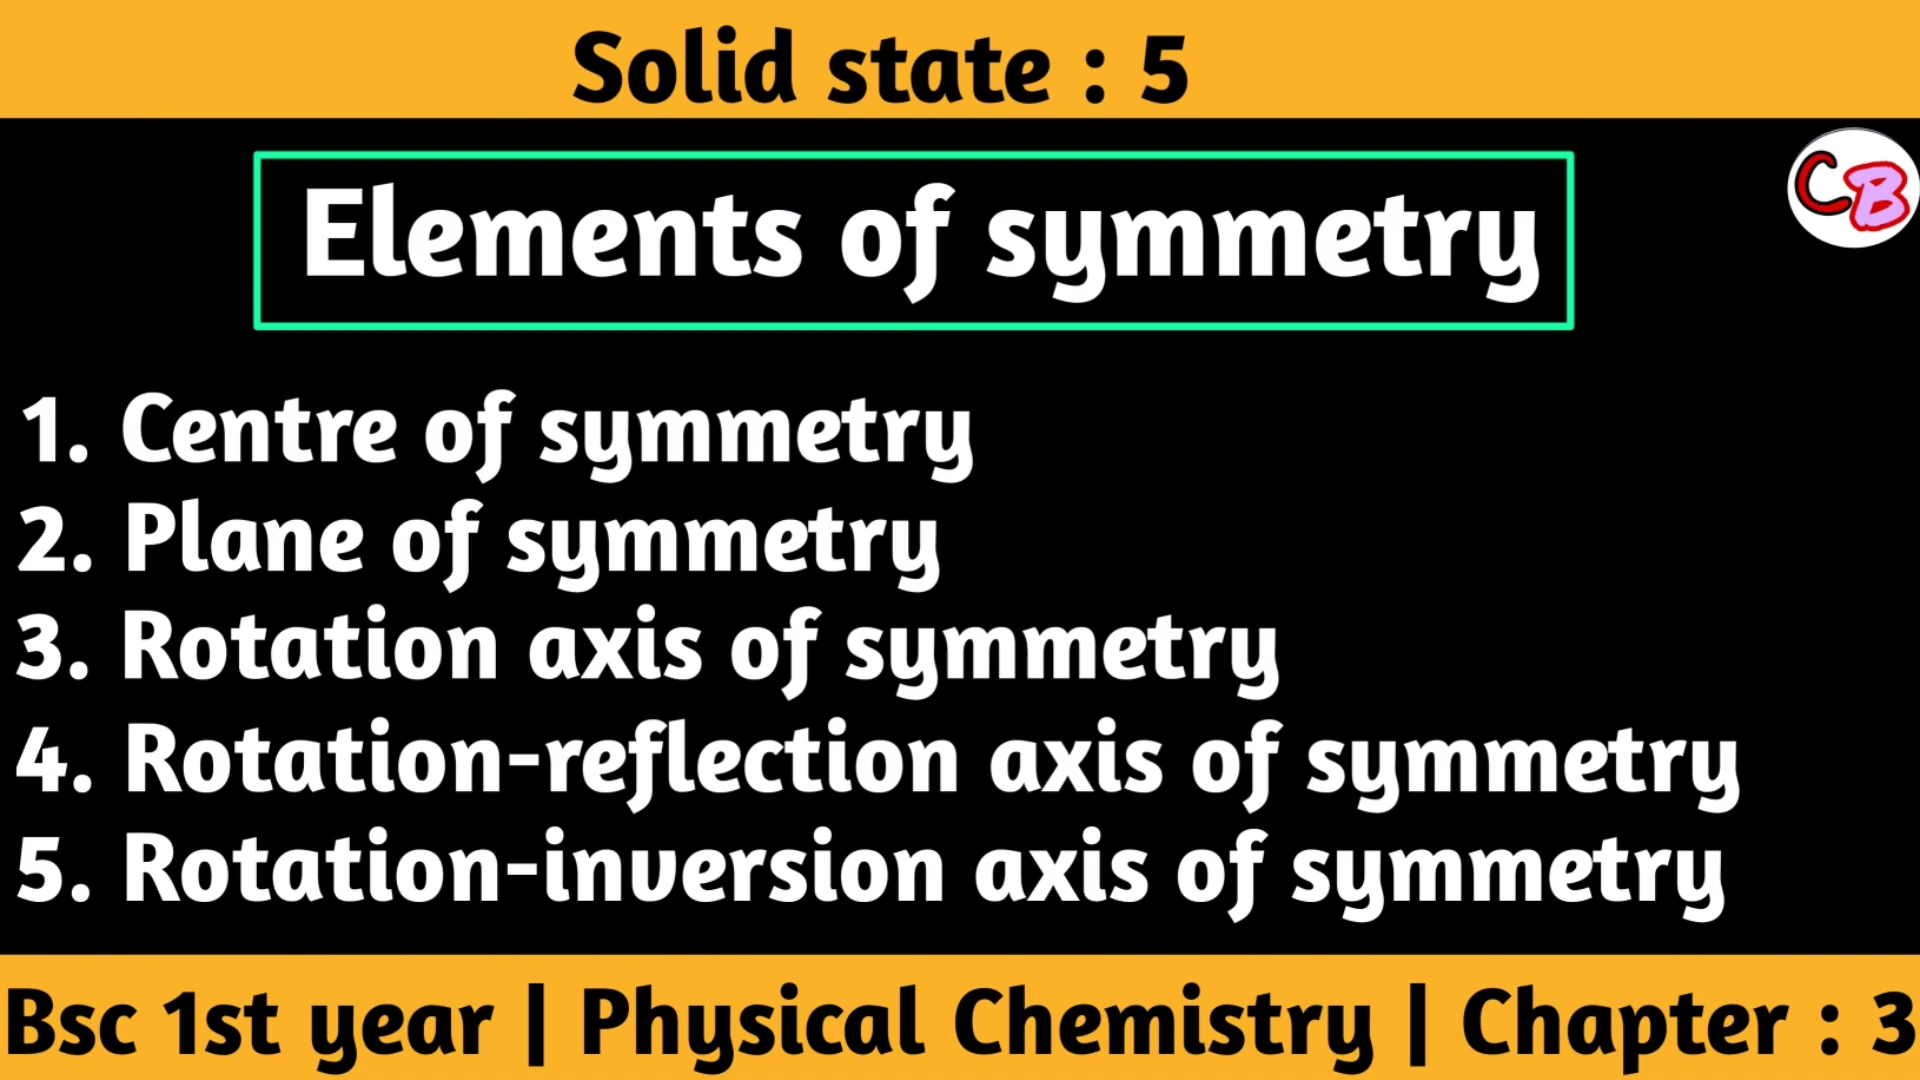 Solid state : 5
CB
Elements of symmetry
1. Centre of symmetry
2. Plane of symmetry
3. Rotation axis of symmetry
4. Rotation-reflection axis of symmetry
5. Rotation-inversion axis of symmetry
Bsc 1st year | Physical Chemistry | Chapter : 3